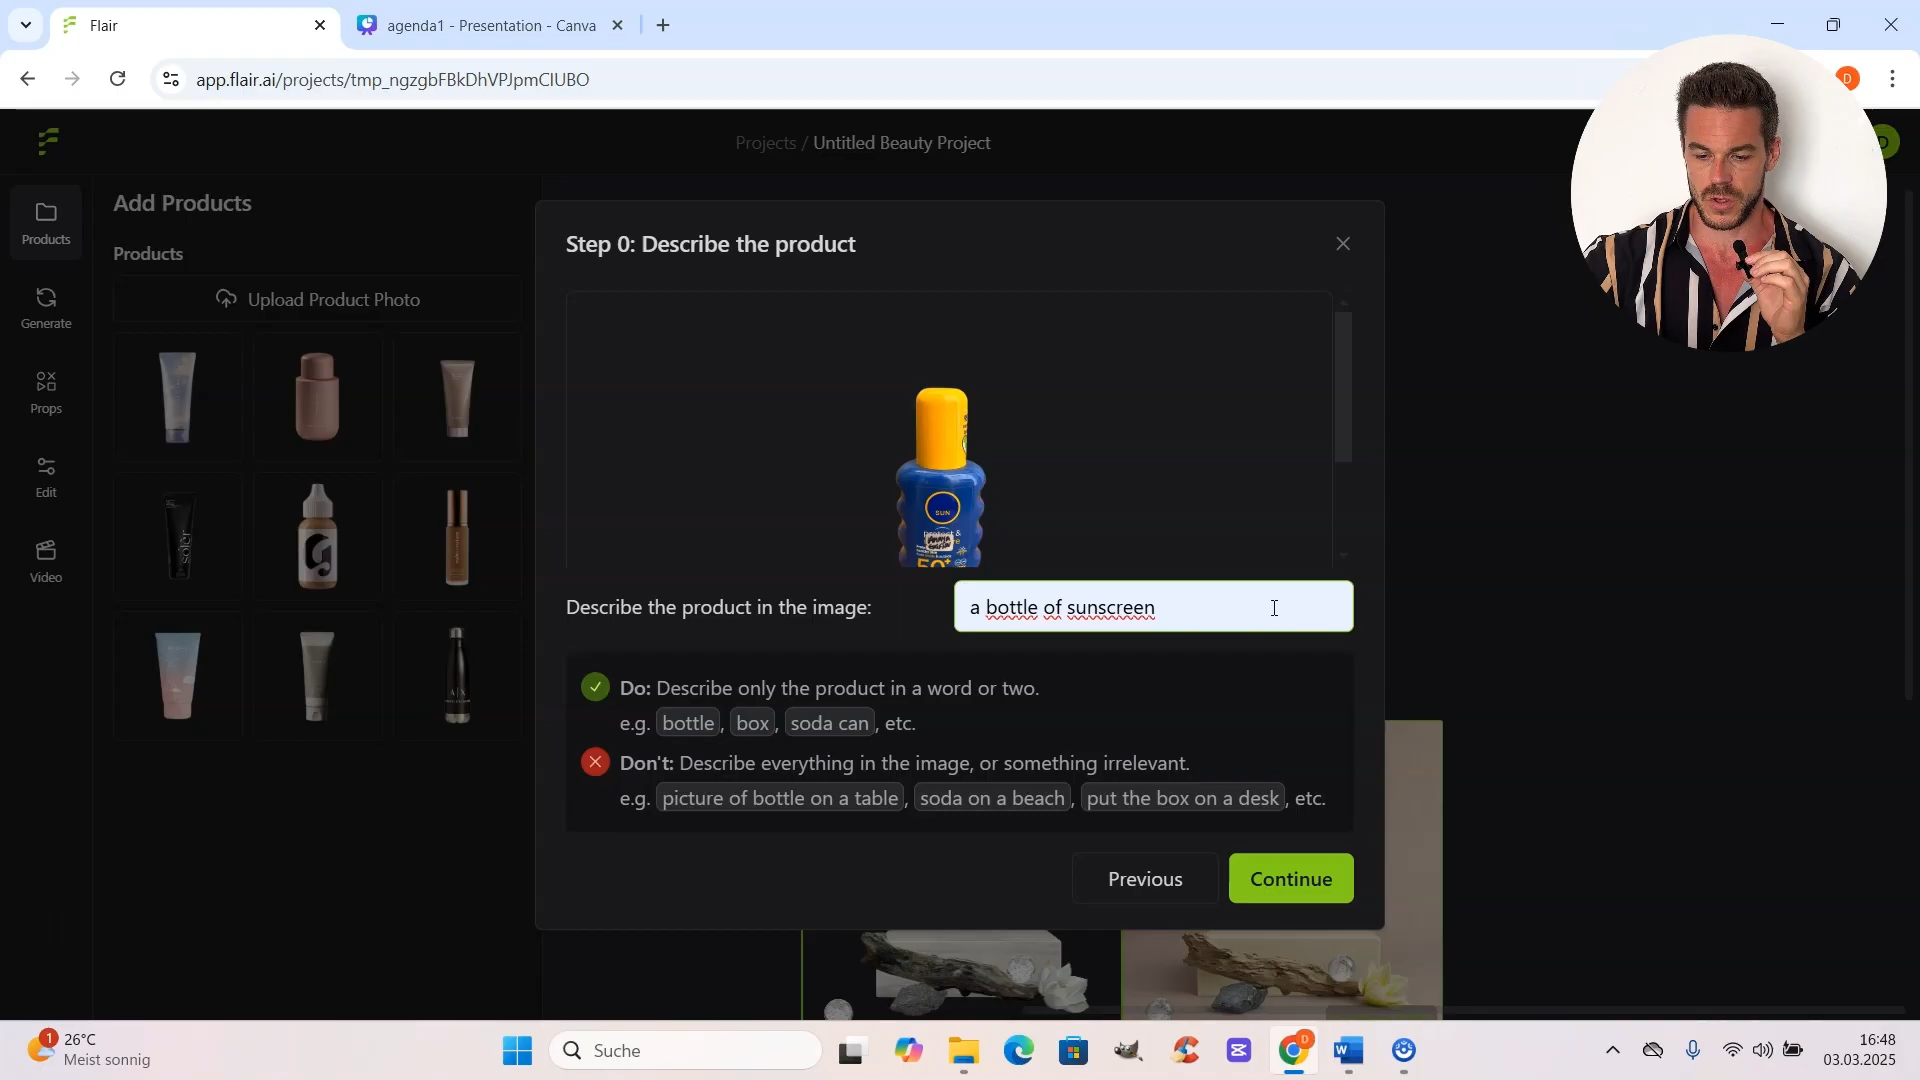 Flair
agenda1 - Presentation - Canva
app.flair.ai/projects/tmp_ngzgbFBkDhVPJpmCIUBO
D
Projects / Untitled Beauty Project
Add Products
Products
Products
Upload Product Photo
Generate
Props
Edit
Video
Step 0: Describe the product
SUN
50+
Describe the product in the image:
a bottle of sunscreen
Do: Describe only the product in a word or two.
e.g. bottle, box, soda can, etc.
Don't: Describe everything in the image, or something irrelevant.
e.g. picture of bottle on a table, soda on a beach, put the box on a desk, etc.
Previous
Continue
1
26°C
Meist sonnig
Suche
D
16:48
03.03.2025